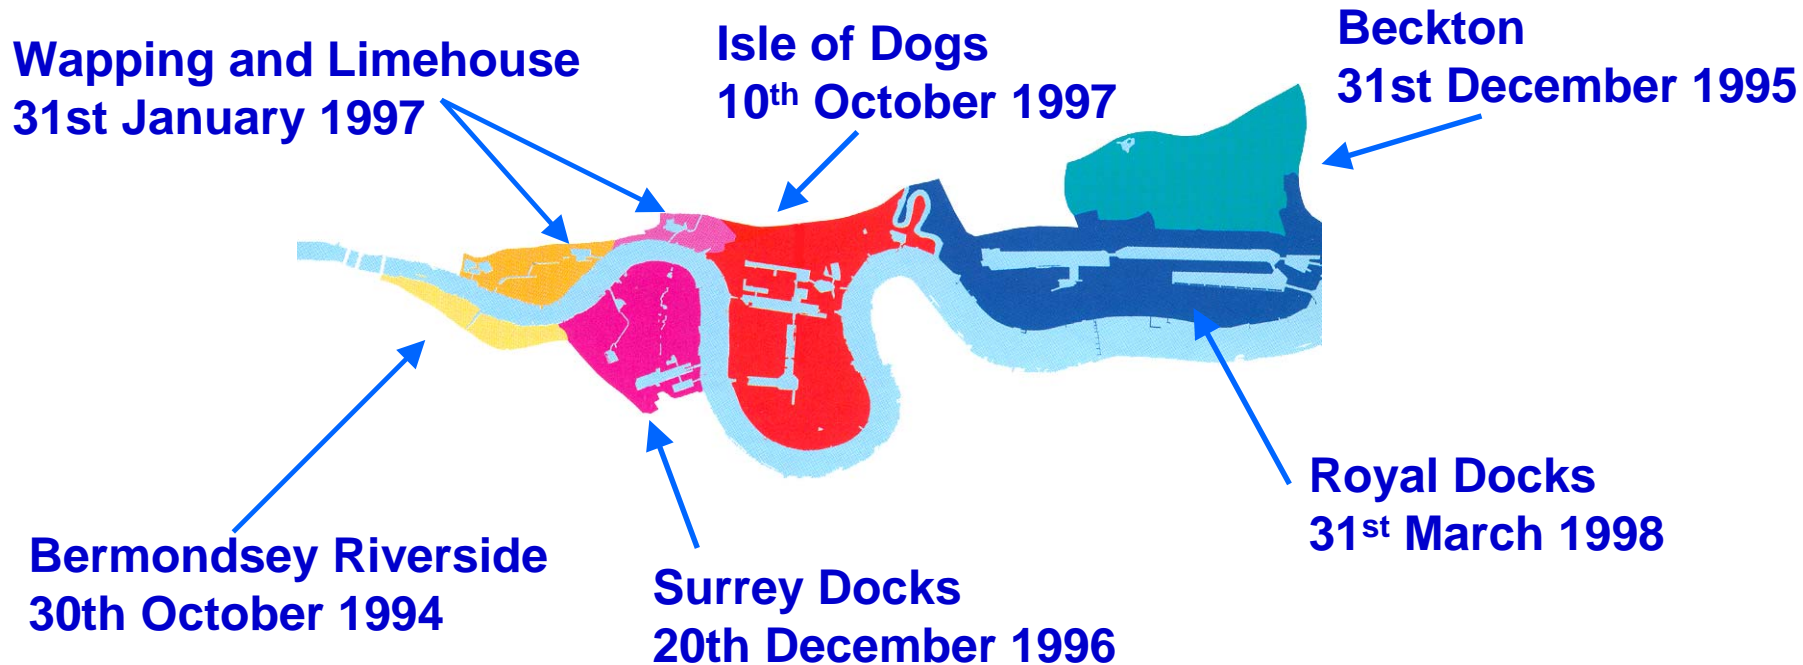 Wapping and Limehouse
31st January 1997
Isle of Dogs
10th October 1997
Beckton
31st December 1995
Bermondsey Riverside
30th October 1994
Surrey Docks
20th December 1996
Royal Docks
31st March 1998